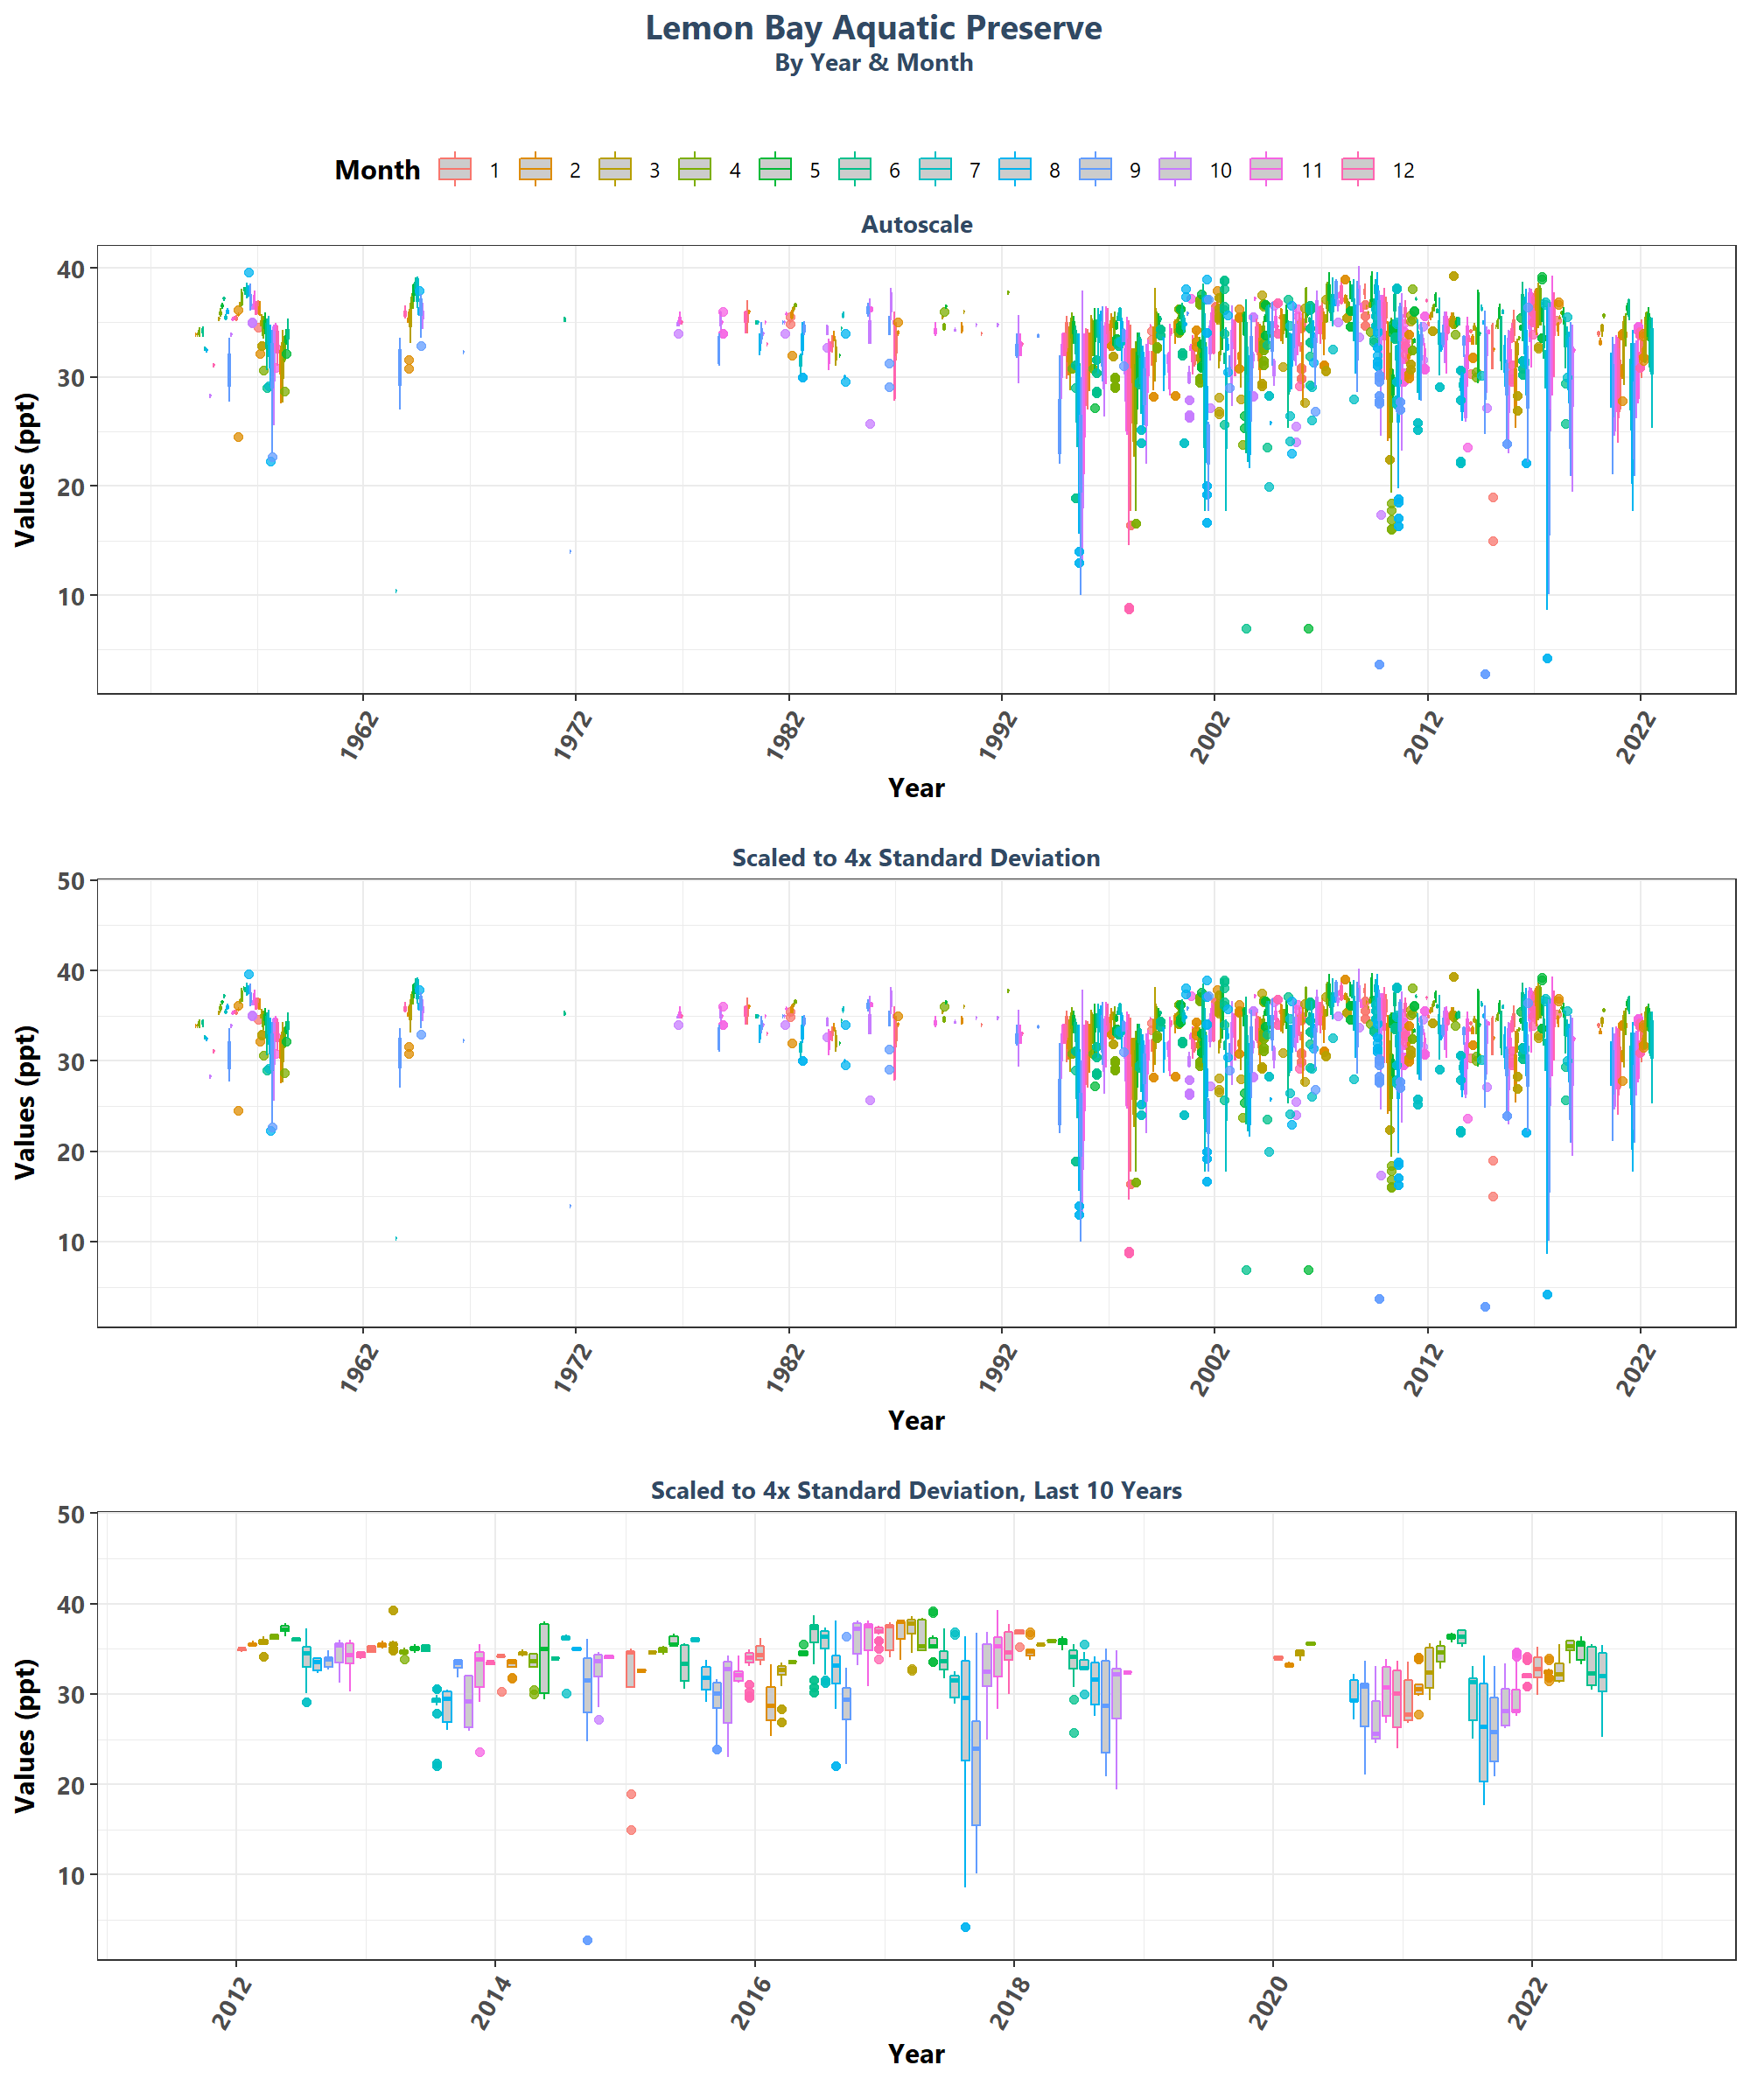 Lemon Bay Aquatic Preserve
By Year & Month
Month 1 2 3 4 5 6 7 8 9 10 11 12
Autoscale
Values (ppt)
40
30
20
10
1962 1972 1982 1992 2002 2012 2022
Year
Scaled to 4x Standard Deviation
Values (ppt)
50
40
30
20
10
1962 1972 1982 1992 2002 2012 2022
Year
Scaled to 4x Standard Deviation, Last 10 Years
Values (ppt)
50
40
30
20
10
2012 2014 2016 2018 2020 2022
Year